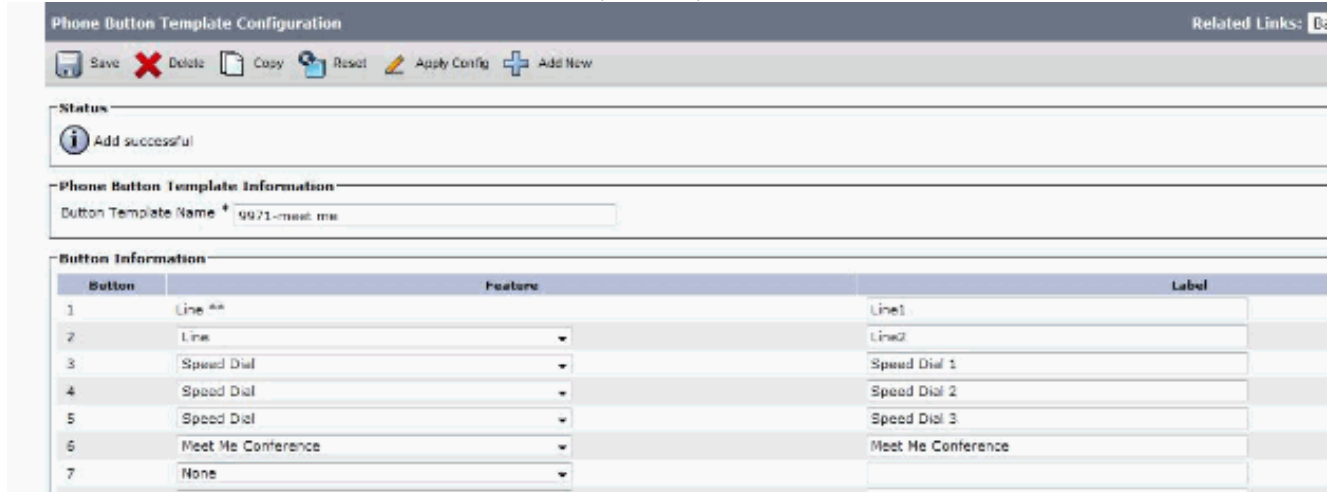 Phone Button Template Configuration Related Links: Ba
Save Delete Copy Reset Apply Config Add New
Status
Add successful
Phone Button Template Information
Button Template Name * 9971-meet me
Button Information
Button Feature Label
1 Line ** Line1
2 Line Line2
3 Speed Dial Speed Dial 1
4 Speed Dial Speed Dial 2
5 Speed Dial Speed Dial 3
6 Meet Me Conference Meet Me Conference
7 None